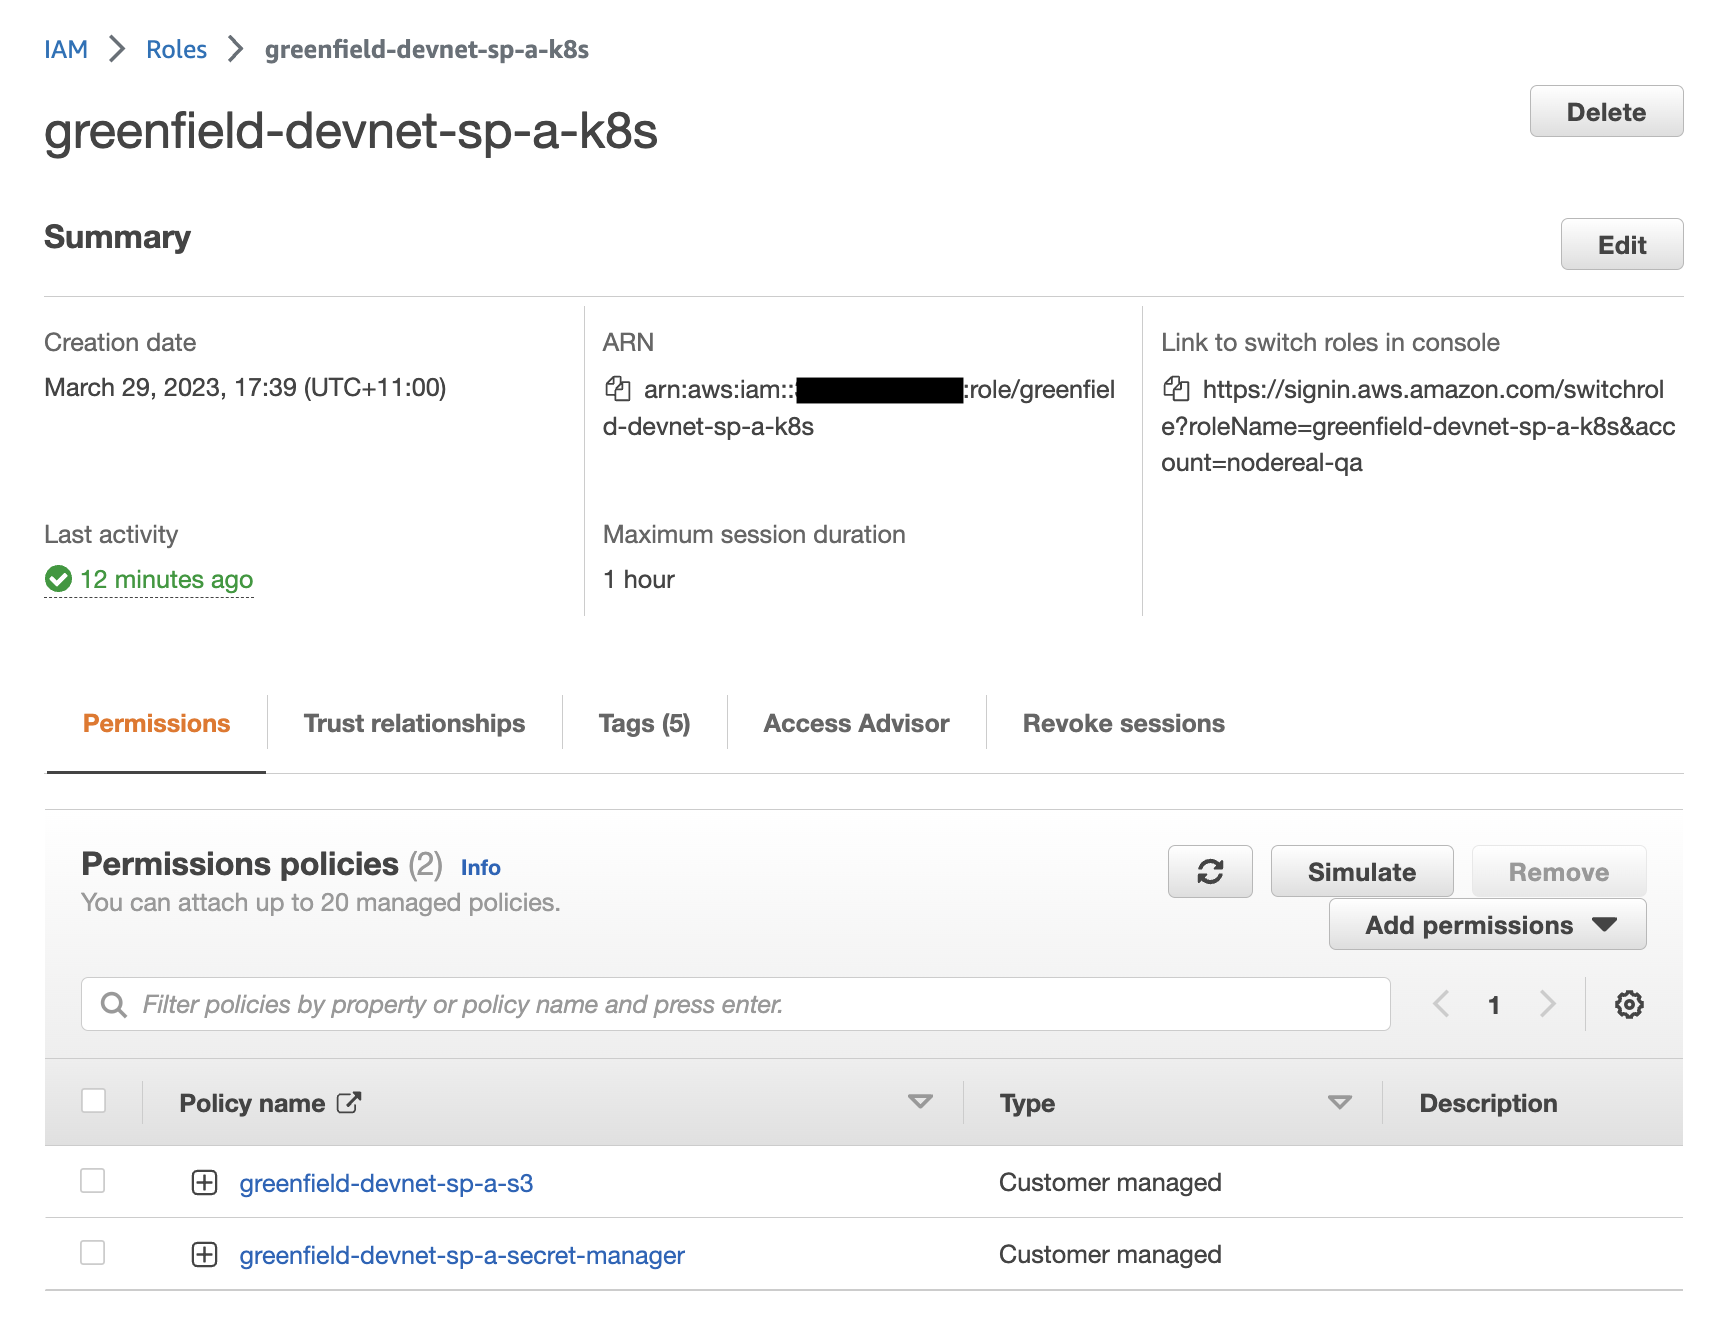 IAM > Roles > greenfield-devnet-sp-a-k8s
greenfield-devnet-sp-a-k8s
Delete
Summary
Edit
Creation date
March 29, 2023, 17:39 (UTC+11:00)
ARN
arn:aws:iam:: :role/greenfiel
d-devnet-sp-a-k8s
Link to switch roles in console
https://signin.aws.amazon.com/switchrol
e?roleName=greenfield-devnet-sp-a-k8s&acc
ount=nodereal-qa
Last activity
12 minutes ago
Maximum session duration
1 hour
Permissions
Trust relationships
Tags (5)
Access Advisor
Revoke sessions
Permissions policies (2) Info
You can attach up to 20 managed policies.
Simulate
Remove
Add permissions
Filter policies by property or policy name and press enter.
1
Policy name
Type
Description
greenfield-devnet-sp-a-s3
Customer managed
greenfield-devnet-sp-a-secret-manager
Customer managed